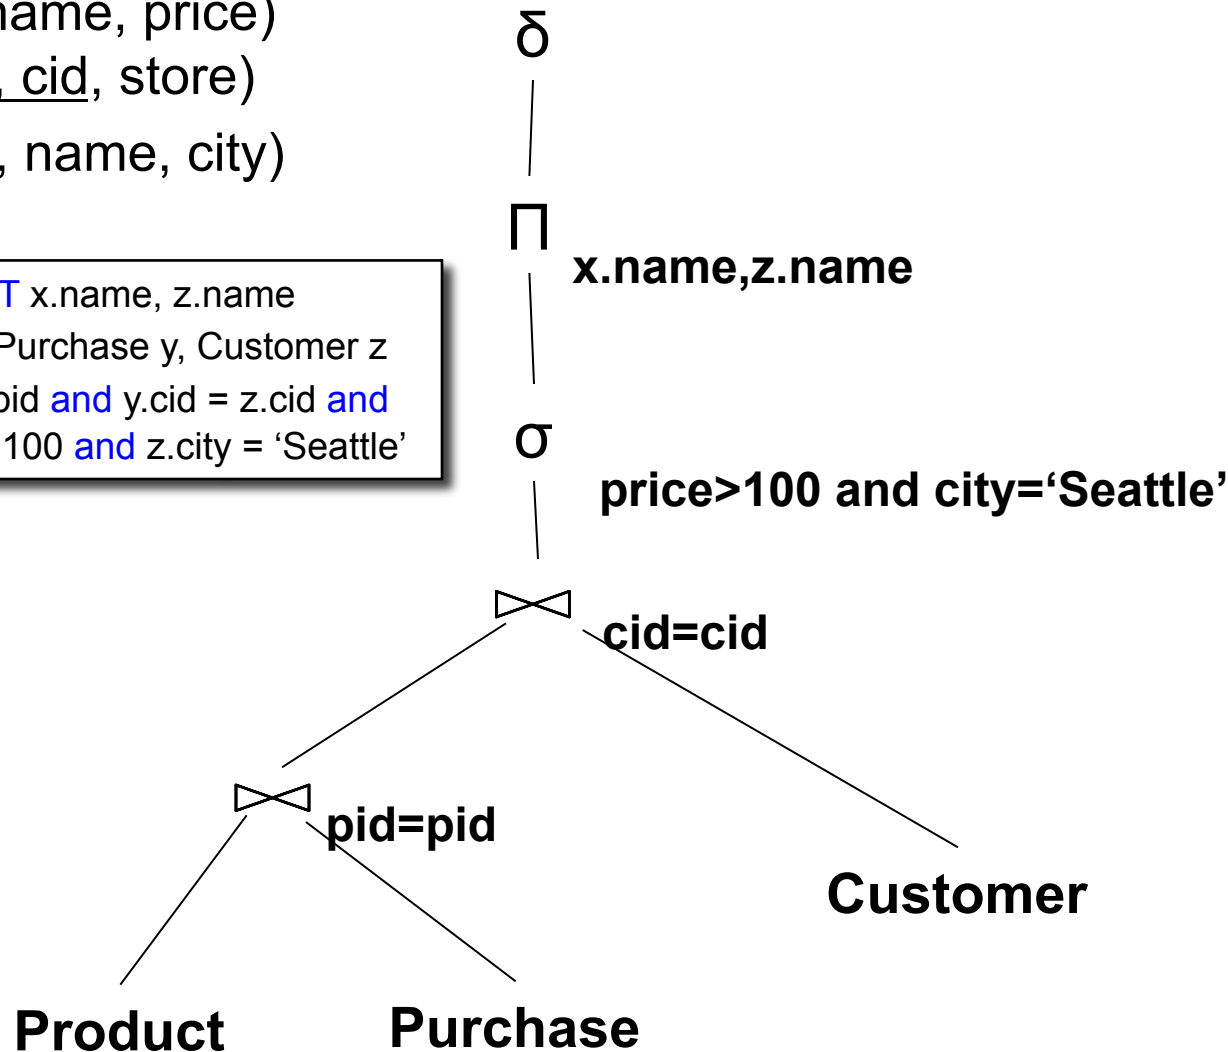 name, price)
, cid, store)
, name, city)
T x.name, z.name
Purchase y, Customer z
pid and y.cid = z.cid and
100 and z.city = ‘Seattle’
δ
Π
x.name,z.name
σ
price>100 and city=‘Seattle’
cid=cid
pid=pid
Customer
Product
Purchase